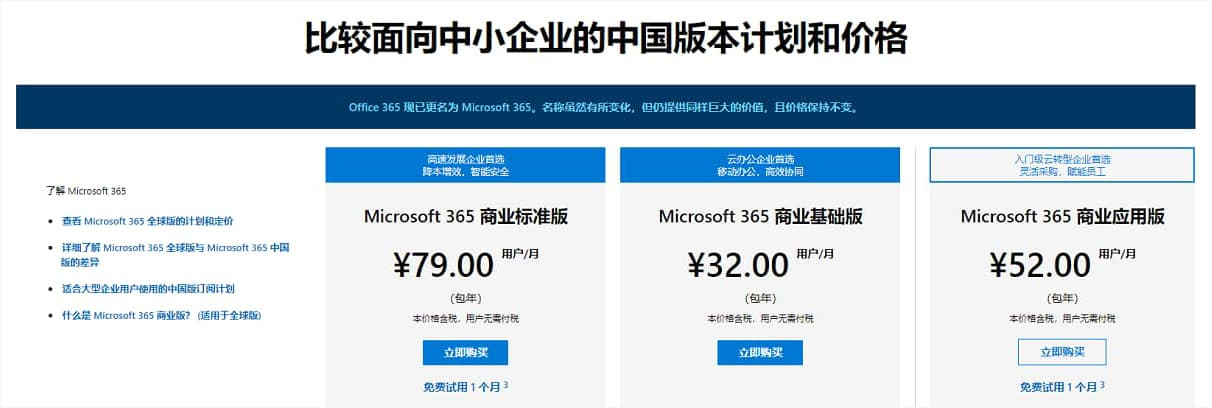 比较面向中小企业的中国版本计划和价格
Office 365 现已更名为 Microsoft 365。名称虽然有所变化，但仍提供同样巨大的价值，且价格保持不变。
了解 Microsoft 365
• 查看 Microsoft 365 全球版的计划和定价
• 详细了解 Microsoft 365 全球版与 Microsoft 365 中国
版的差异
• 适合大型企业用户使用的中国版订阅计划
• 什么是 Microsoft 365 商业版？ (适用于全球版)
高速发展企业首选
降本增效，智能安全
Microsoft 365 商业标准版
¥79.00 用户/月
(包年)
本价格含税，用户无需付税
立即购买
免费试用 1 个月 3
云办公企业首选
移动办公，高效协同
Microsoft 365 商业基础版
¥32.00 用户/月
(包年)
本价格含税，用户无需付税
立即购买
入门级云转型企业首选
灵活采购，赋能员工
Microsoft 365 商业应用版
¥52.00 用户/月
(包年)
本价格含税，用户无需付税
立即购买
免费试用 1 个月 3